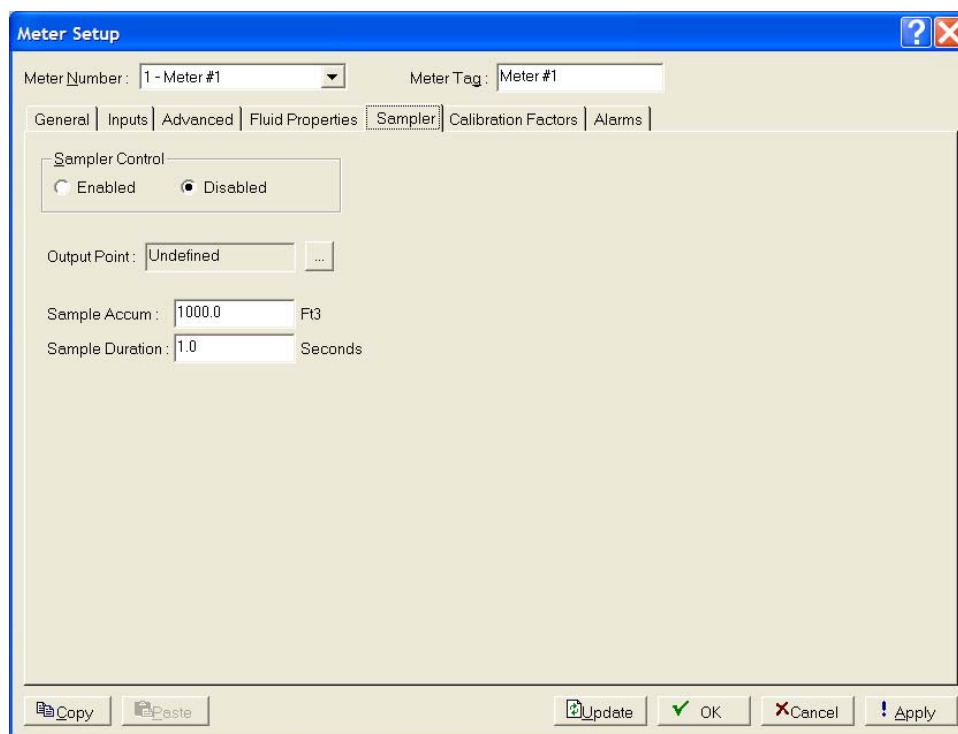 Meter Setup
Meter Number : 1 - Meter #1 Meter Tag : Meter #1
General Inputs Advanced Fluid Properties Sampler Calibration Factors Alarms
Sampler Control
Enabled Disabled
Output Point : Undefined ...
Sample Accum : 1000.0 Ft3
Sample Duration : 1.0 Seconds
Copy Paste Update OK Cancel ! Apply